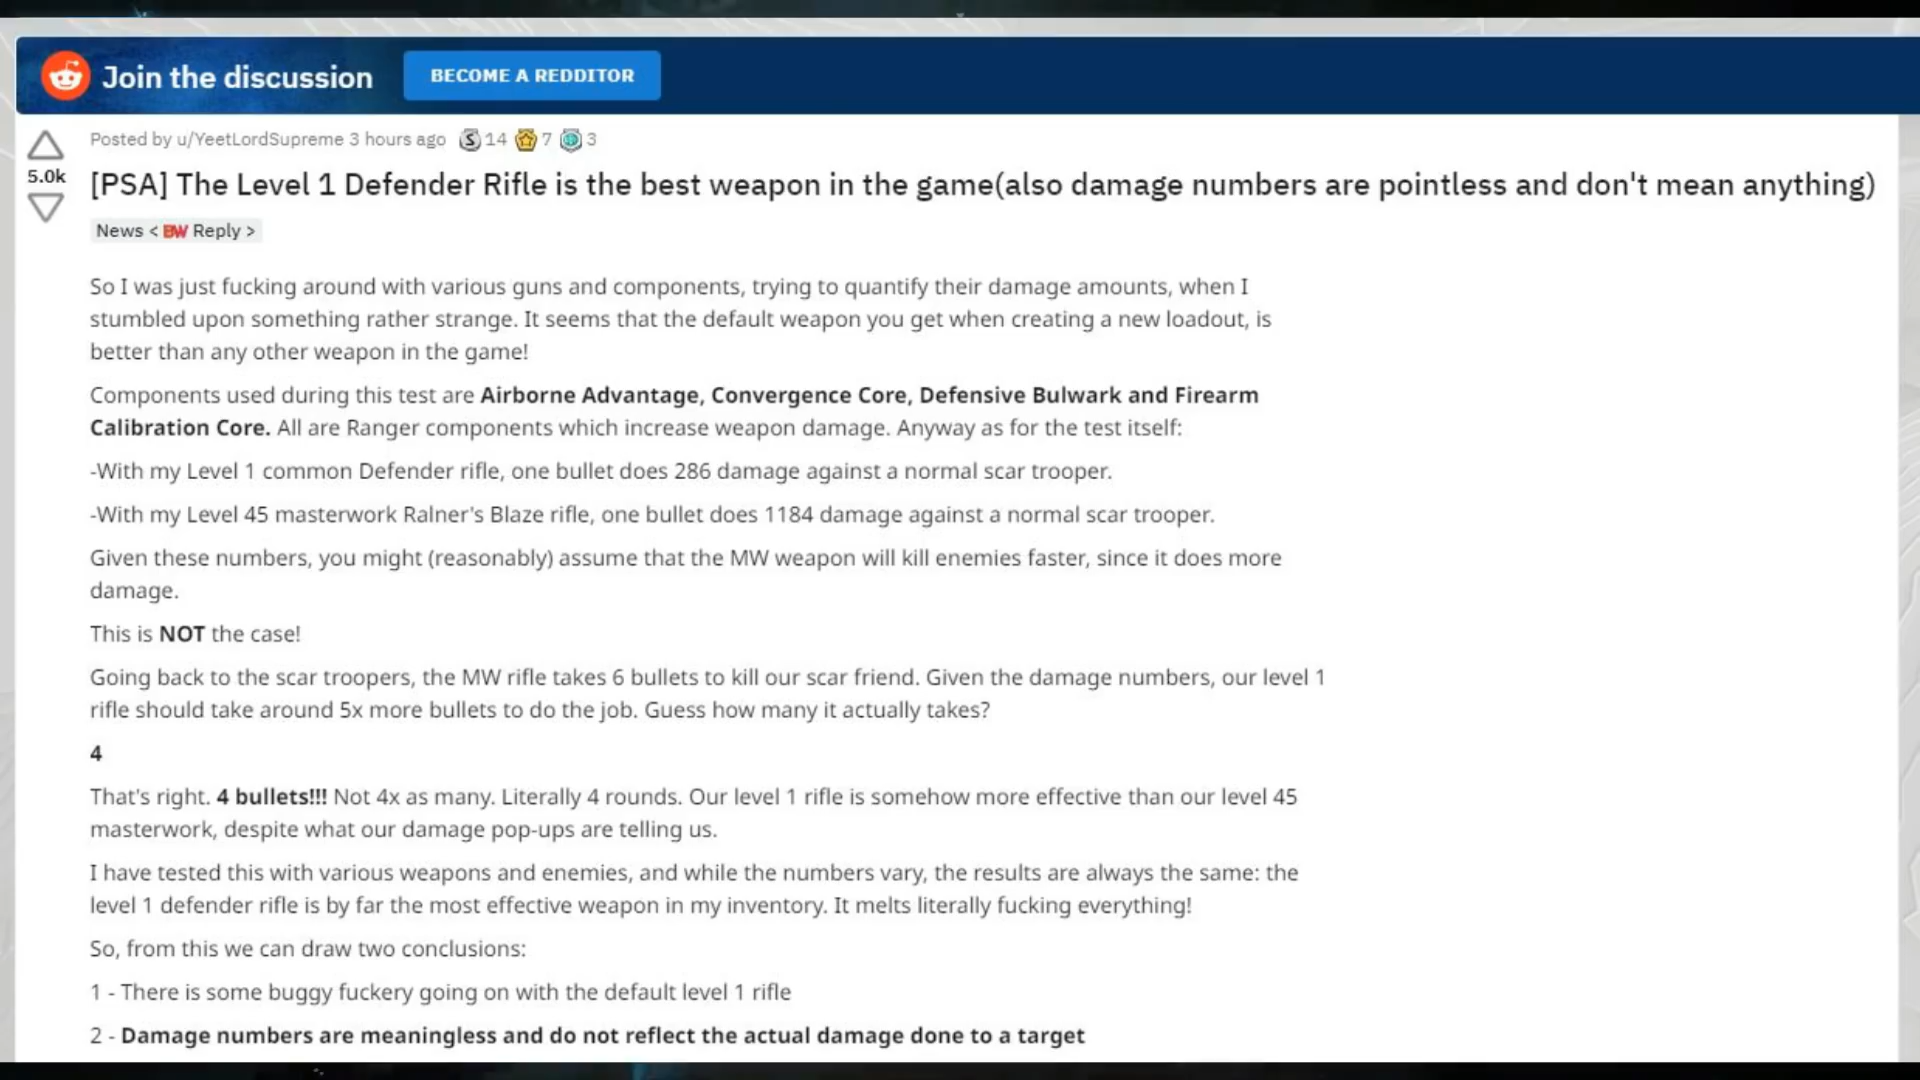 Join the discussion BECOME A REDDITOR
Posted by u/YeetLordSupreme 3 hours ago S 14 7 3
5.0k
[PSA] The Level 1 Defender Rifle is the best weapon in the game(also damage numbers are pointless and don't mean anything)
News < BW Reply >
So I was just fucking around with various guns and components, trying to quantify their damage amounts, when I
stumbled upon something rather strange. It seems that the default weapon you get when creating a new loadout, is
better than any other weapon in the game!
Components used during this test are Airborne Advantage, Convergence Core, Defensive Bulwark and Firearm
Calibration Core. All are Ranger components which increase weapon damage. Anyway as for the test itself:
-With my Level 1 common Defender rifle, one bullet does 286 damage against a normal scar trooper.
-With my Level 45 masterwork Ralner's Blaze rifle, one bullet does 1184 damage against a normal scar trooper.
Given these numbers, you might (reasonably) assume that the MW weapon will kill enemies faster, since it does more
damage.
This is NOT the case!
Going back to the scar troopers, the MW rifle takes 6 bullets to kill our scar friend. Given the damage numbers, our level 1
rifle should take around 5x more bullets to do the job. Guess how many it actually takes?
4
That's right. 4 bullets!!! Not 4x as many. Literally 4 rounds. Our level 1 rifle is somehow more effective than our level 45
masterwork, despite what our damage pop-ups are telling us.
I have tested this with various weapons and enemies, and while the numbers vary, the results are always the same: the
level 1 defender rifle is by far the most effective weapon in my inventory. It melts literally fucking everything!
So, from this we can draw two conclusions:
1 - There is some buggy fuckery going on with the default level 1 rifle
2 - Damage numbers are meaningless and do not reflect the actual damage done to a target